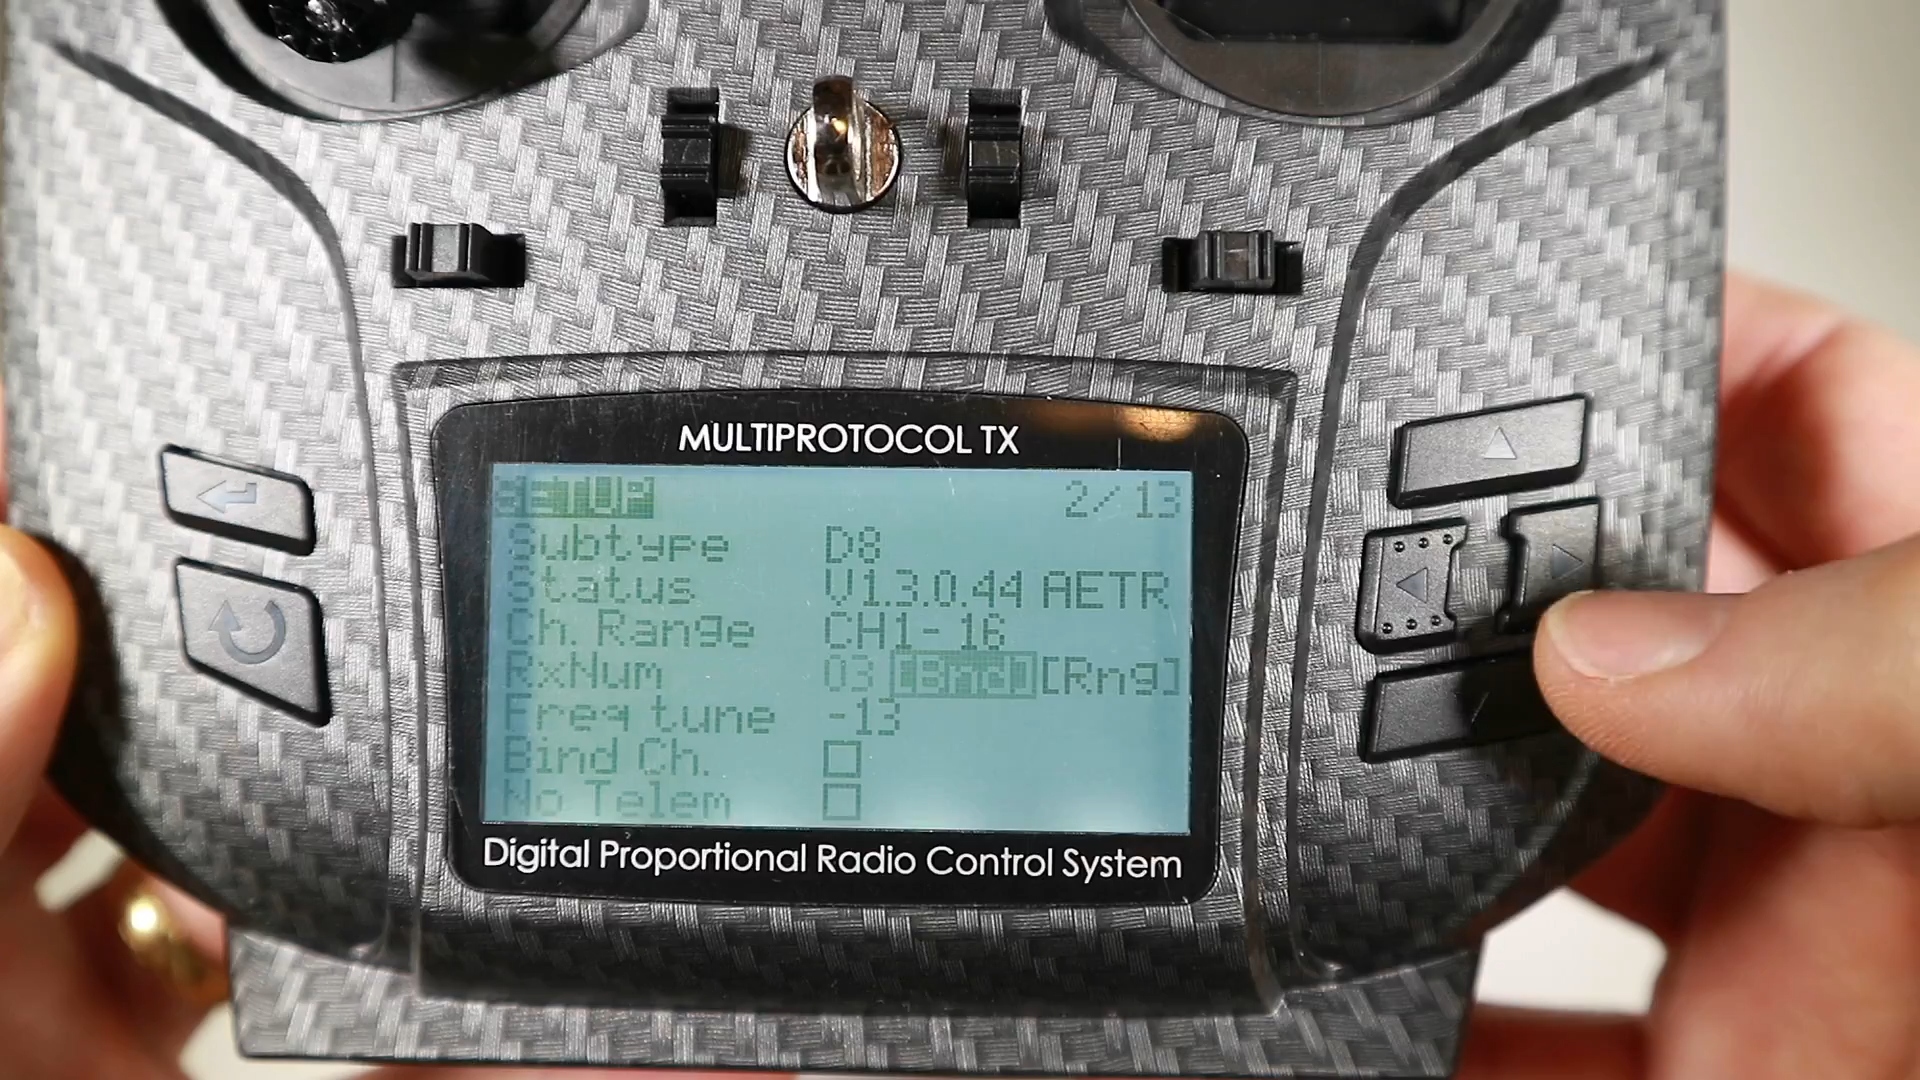 MULTIPROTOCOL TX
SETUP 2/13
Subtype D8
Status V1.3.0.44 AETR
Ch. Range CH1-16
RxNum 03 [Bnd] [Rng]
Freq tune -13
Bind Ch.
No Telem
Digital Proportional Radio Control System